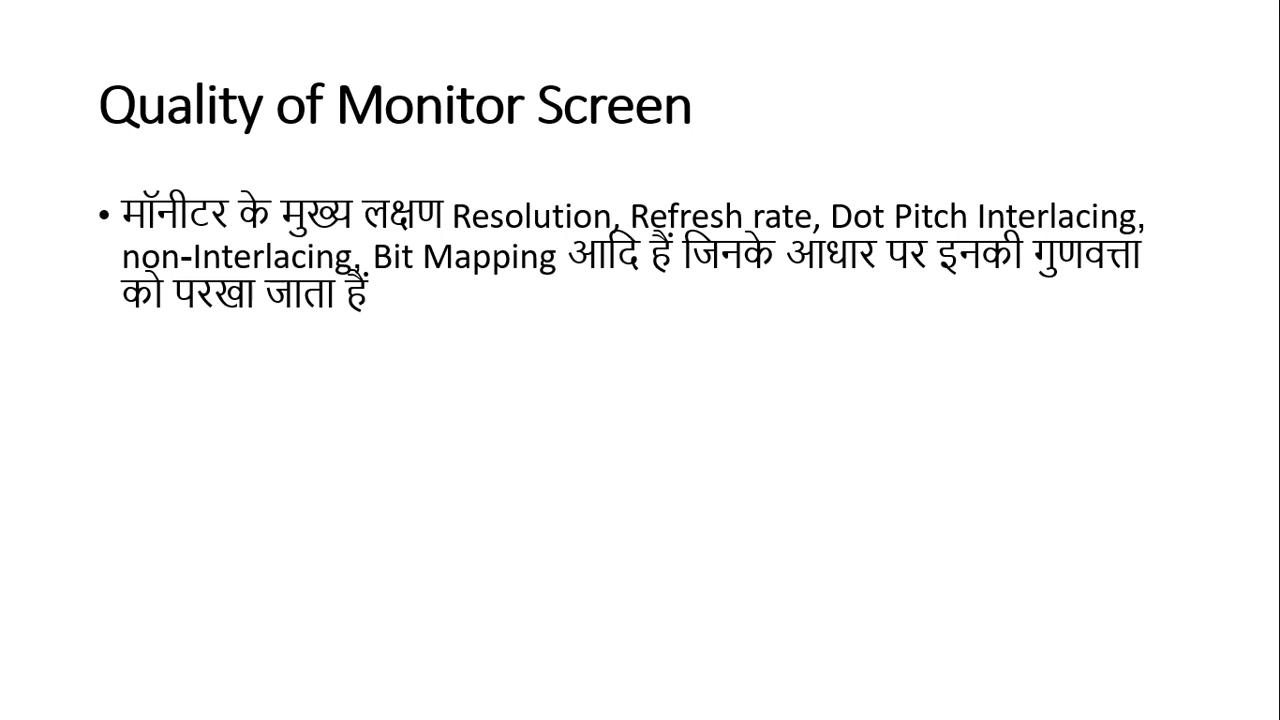 Quality of Monitor Screen
• मॉनीटर के मुख्य लक्षण Resolution, Refresh rate, Dot Pitch Interlacing,
non-Interlacing, Bit Mapping आदि हैं जिनके आधार पर इनकी गुणवत्ता
को परखा जाता हैं